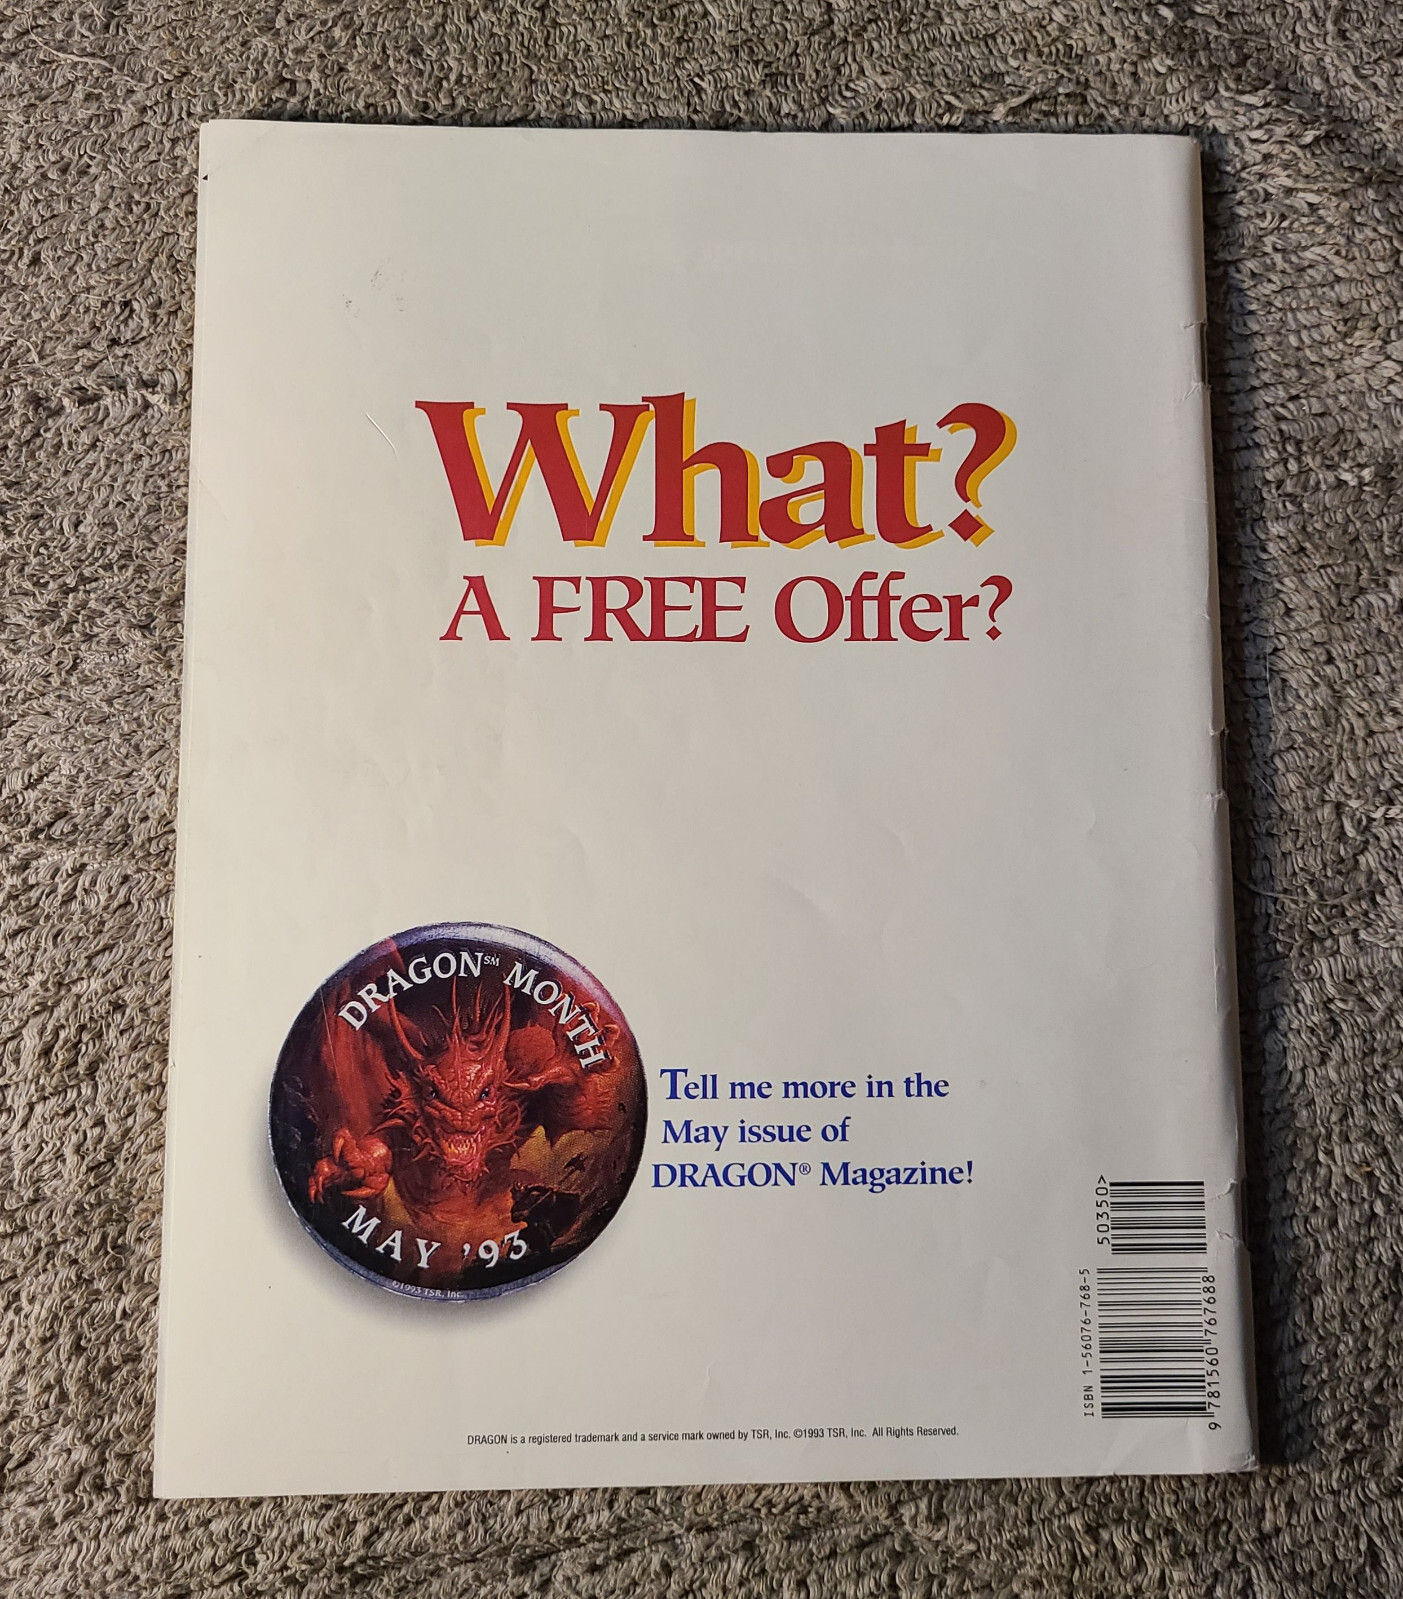 What?
A FREE Offer?
DRAGON℠ MONTH
MAY '93
©1993 TSR, Inc.
Tell me more in the
May issue of
DRAGON® Magazine!
50350>
ISBN 1-56076-768-5
9 781560 767688
DRAGON is a registered trademark and a service mark owned by TSR, Inc. ©1993 TSR, Inc. All Rights Reserved.